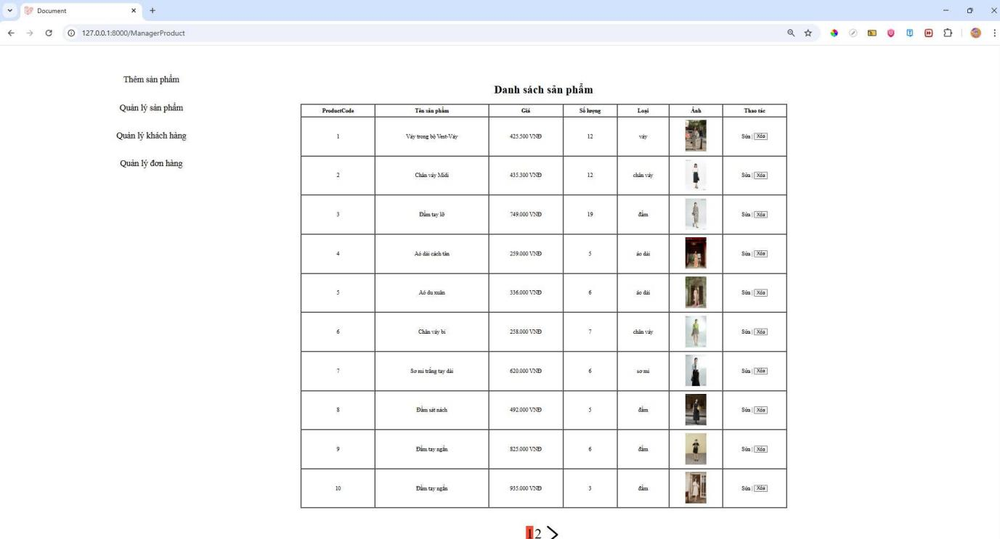 Document
127.0.0.1:8000/ManagerProduct
Thêm sản phẩm
Quản lý sản phẩm
Quản lý khách hàng
Quản lý đơn hàng
Danh sách sản phẩm
ProductCode Tên sản phẩm Giá Số lượng Loại Ảnh Thao tác
1 Váy trong bộ Vest-Váy 425.500 VNĐ 12 váy Sửa | Xóa
2 Chân váy Midi 435.300 VNĐ 12 chân váy Sửa | Xóa
3 Đầm tay lỡ 749.000 VNĐ 19 đầm Sửa | Xóa
4 Aó dài cách tân 259.000 VNĐ 5 áo dài Sửa | Xóa
5 Aó du xuân 336.000 VNĐ 6 áo dài Sửa | Xóa
6 Chân váy bí 258.000 VNĐ 7 chân váy Sửa | Xóa
7 Sơ mi trắng tay dài 620.000 VNĐ 6 sơ mi Sửa | Xóa
8 Đầm sát nách 492.000 VNĐ 5 đầm Sửa | Xóa
9 Đầm tay ngắn 825.000 VNĐ 6 đầm Sửa | Xóa
10 Đầm tay ngắn 935.000 VNĐ 3 đầm Sửa | Xóa
1 2